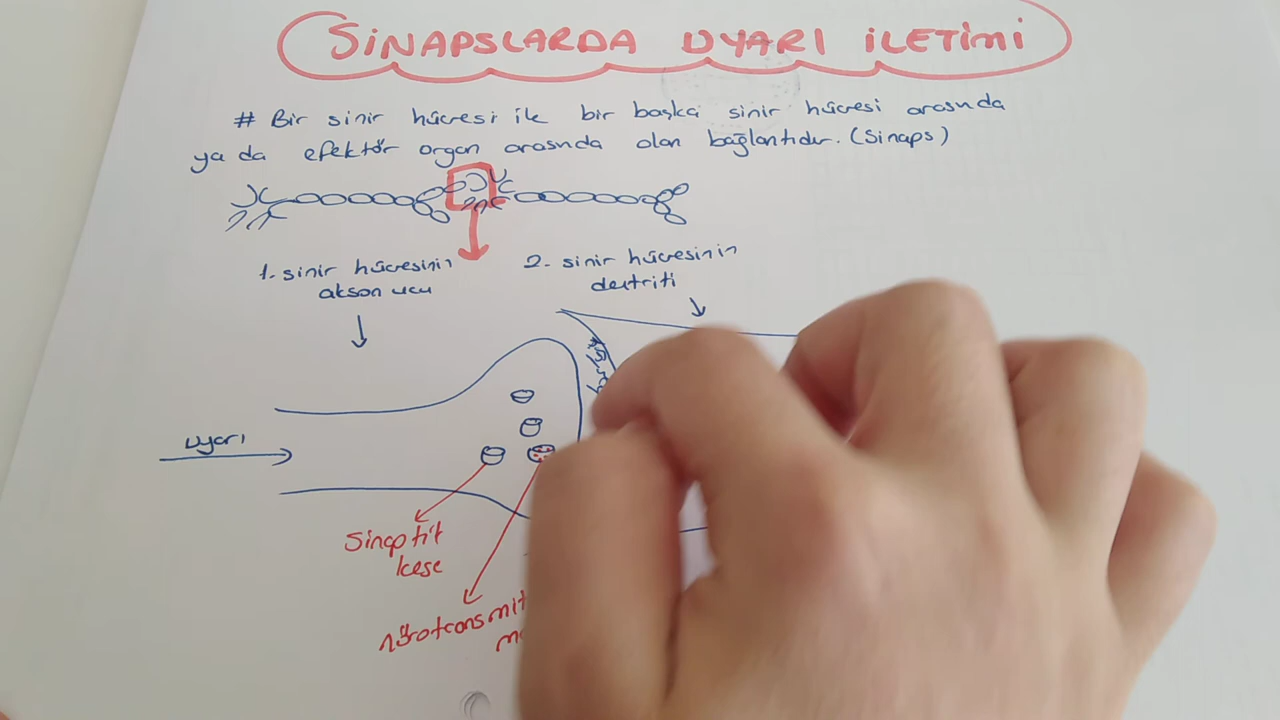 SİNAPSLARDA UYARI İLETİMİ
# Bir sinir hücresi ile bir başka sinir hücresi arasında
ya da efektör organ arasında olan bağlantıdır. (Sinaps)
1. sinir hücresinin
akson ucu
2. sinir hücresinin
dentriti
uyarı
Sinaptik
kese